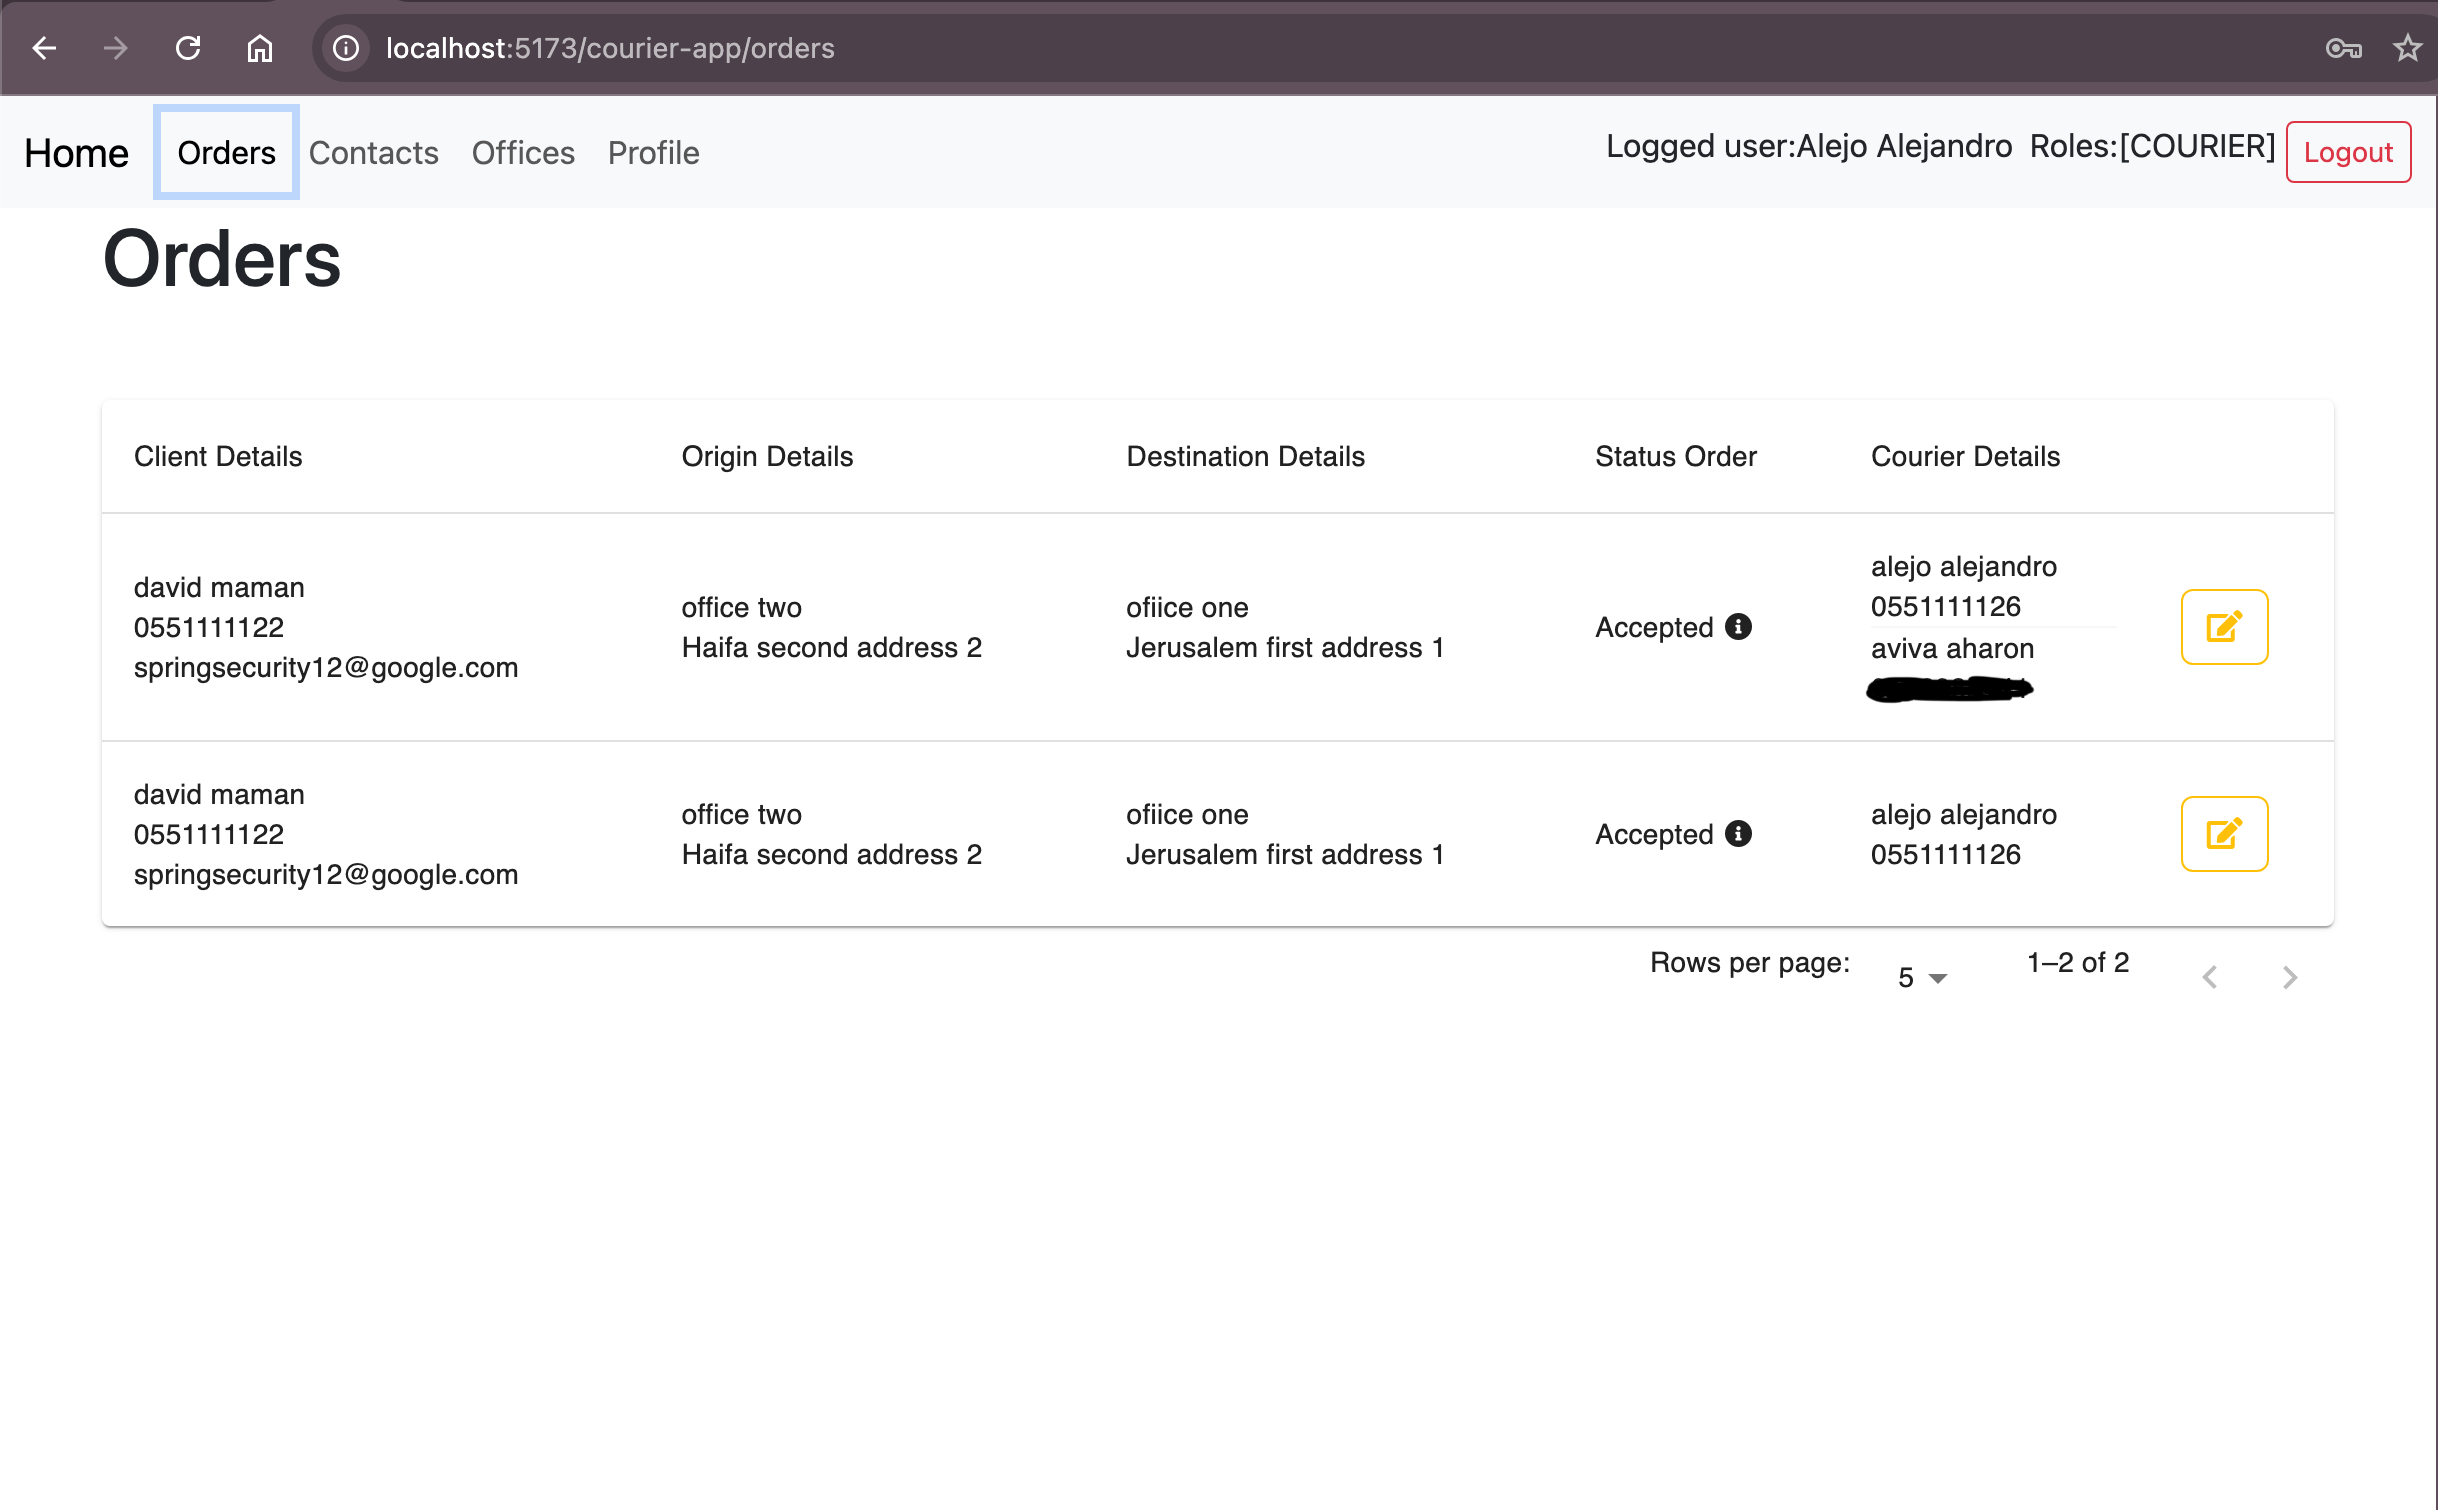 localhost:5173/courier-app/orders
Home Orders Contacts Offices Profile Logged user:Alejo Alejandro Roles:[COURIER] Logout
Orders
Client Details Origin Details Destination Details Status Order Courier Details
david maman
0551111122
springsecurity12@google.com
office two
Haifa second address 2
ofiice one
Jerusalem first address 1
Accepted
alejo alejandro
0551111126
aviva aharon
david maman
0551111122
springsecurity12@google.com
office two
Haifa second address 2
ofiice one
Jerusalem first address 1
Accepted
alejo alejandro
0551111126
Rows per page: 5 1–2 of 2